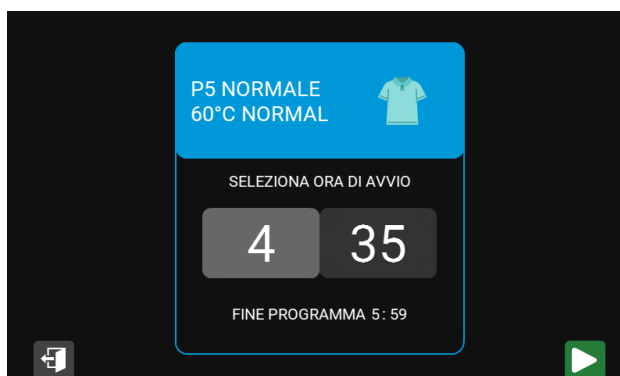 P5 NORMALE
60°C NORMAL
SELEZIONA ORA DI AVVIO
4 35
FINE PROGRAMMA 5:59